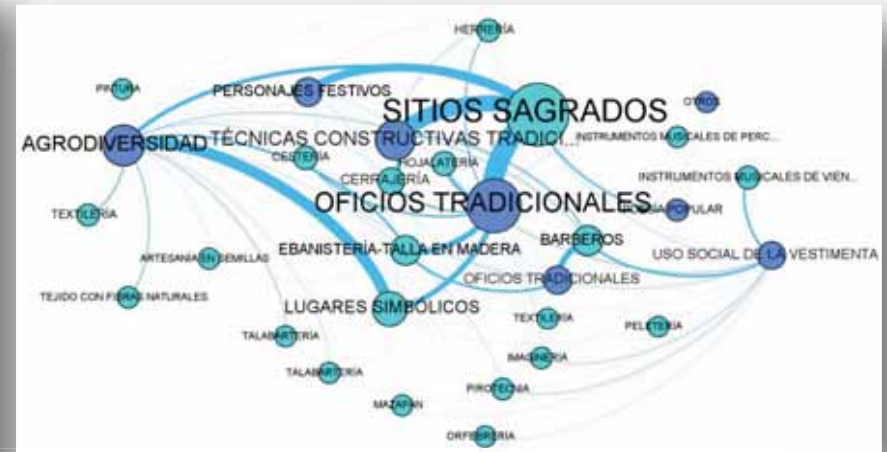 HERRERÍA
PINTURA
PERSONAJES FESTIVOS
OTROS
SITIOS SAGRADOS
AGRODIVERSIDAD
TÉCNICAS CONSTRUCTIVAS TRADICI...
INSTRUMENTOS MUSICALES DE PERC...
CESTERÍA
HOJALATERÍA
CERRAJERÍA
INSTRUMENTOS MUSICALES DE VIEN...
OFICIOS TRADICIONALES
POPULAR
TEXTILERÍA
BARBEROS
EBANISTERÍA-TALLA EN MADERA
USO SOCIAL DE LA VESTIMENTA
ARTESANÍA EN SEMILLAS
OFICIOS TRADICIONALES
TEJIDO CON FIBRAS NATURALES
LUGARES SIMBÓLICOS
TEXTILERÍA
PELETERÍA
TALABARTERÍA
IMAGINERÍA
TALABARTERÍA
PIROTECNIA
MAZAPÁN
ORFEBRERÍA